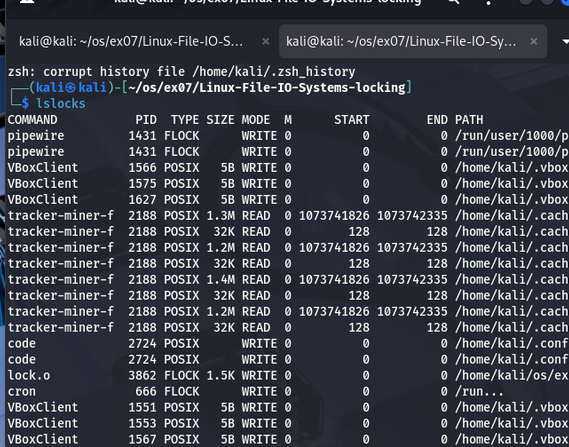 kali@kali: ~/os/ex07/Linux-File-IO-Systems-locking
kali@kali: ~/os/ex07/Linux-File-IO-S... × kali@kali: ~/os/ex07/Linux-File-IO-Sy... ×
zsh: corrupt history file /home/kali/.zsh_history
┌──(kali㉿kali)-[~/os/ex07/Linux-File-IO-Systems-locking]
└─$ lslocks
COMMAND PID TYPE SIZE MODE M START END PATH
pipewire 1431 FLOCK WRITE 0 0 0 /run/user/1000/p
pipewire 1431 FLOCK WRITE 0 0 0 /run/user/1000/p
VBoxClient 1566 POSIX 5B WRITE 0 0 0 /home/kali/.vbox
VBoxClient 1575 POSIX 5B WRITE 0 0 0 /home/kali/.vbox
VBoxClient 1627 POSIX 5B WRITE 0 0 0 /home/kali/.vbox
tracker-miner-f 2188 POSIX 1.3M READ 0 1073741826 1073742335 /home/kali/.cach
tracker-miner-f 2188 POSIX 32K READ 0 128 128 /home/kali/.cach
tracker-miner-f 2188 POSIX 1.2M READ 0 1073741826 1073742335 /home/kali/.cach
tracker-miner-f 2188 POSIX 32K READ 0 128 128 /home/kali/.cach
tracker-miner-f 2188 POSIX 1.4M READ 0 1073741826 1073742335 /home/kali/.cach
tracker-miner-f 2188 POSIX 32K READ 0 128 128 /home/kali/.cach
tracker-miner-f 2188 POSIX 1.2M READ 0 1073741826 1073742335 /home/kali/.cach
tracker-miner-f 2188 POSIX 32K READ 0 128 128 /home/kali/.cach
code 2724 POSIX WRITE 0 0 0 /home/kali/.conf
code 2724 POSIX WRITE 0 0 0 /home/kali/.conf
lock.o 3862 FLOCK 1.5K WRITE 0 0 0 /home/kali/os/ex
cron 666 FLOCK WRITE 0 0 0 /run...
VBoxClient 1551 POSIX 5B WRITE 0 0 0 /home/kali/.vbox
VBoxClient 1553 POSIX 5B WRITE 0 0 0 /home/kali/.vbox
VBoxClient 1567 POSIX 5B WRITE 0 0 0 /home/kali/.vbox